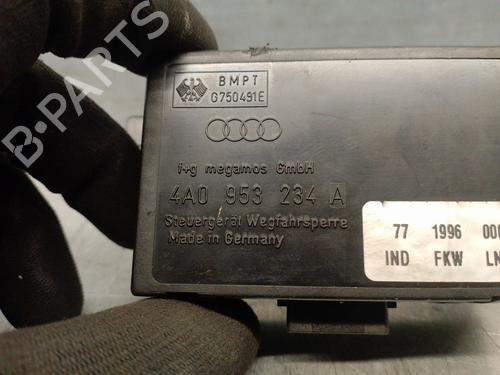 BMPT
G750491E
f+g megamos GmbH
4A0 953 234 A
Steuergerät Wegfahrsperre
Made in Germany
77 1996
IND FKW
B-PARTS